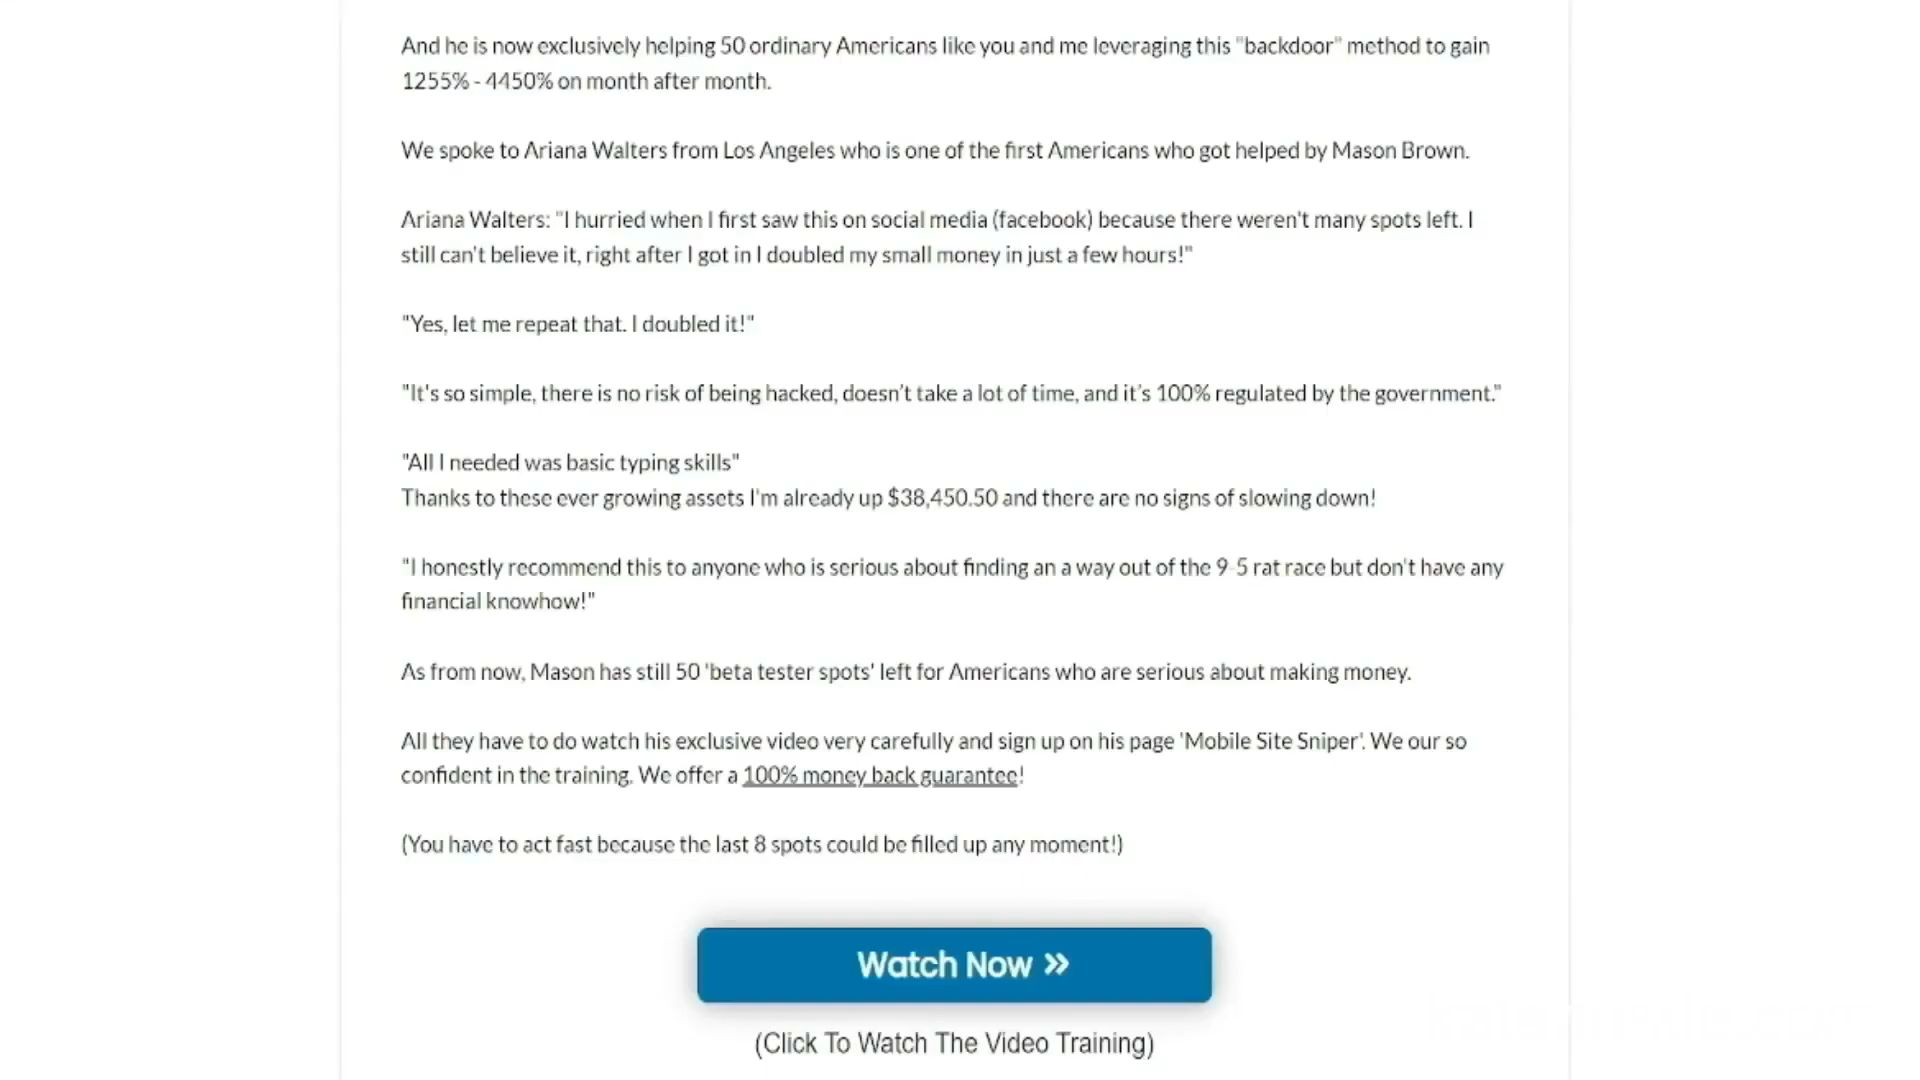 And he is now exclusively helping 50 ordinary Americans like you and me leveraging this "backdoor" method to gain
1255% - 4450% on month after month.
We spoke to Ariana Walters from Los Angeles who is one of the first Americans who got helped by Mason Brown.
Ariana Walters: "I hurried when I first saw this on social media (facebook) because there weren't many spots left. I
still can't believe it, right after I got in I doubled my small money in just a few hours!"
"Yes, let me repeat that. I doubled it!"
"It's so simple, there is no risk of being hacked, doesn’t take a lot of time, and it’s 100% regulated by the government."
"All I needed was basic typing skills"
Thanks to these ever growing assets I'm already up $38,450.50 and there are no signs of slowing down!
"I honestly recommend this to anyone who is serious about finding an a way out of the 9-5 rat race but don't have any
financial knowhow!"
As from now, Mason has still 50 'beta tester spots' left for Americans who are serious about making money.
All they have to do watch his exclusive video very carefully and sign up on his page 'Mobile Site Sniper'. We our so
confident in the training. We offer a 100% money back guarantee!
(You have to act fast because the last 8 spots could be filled up any moment!)
Watch Now »
(Click To Watch The Video Training)